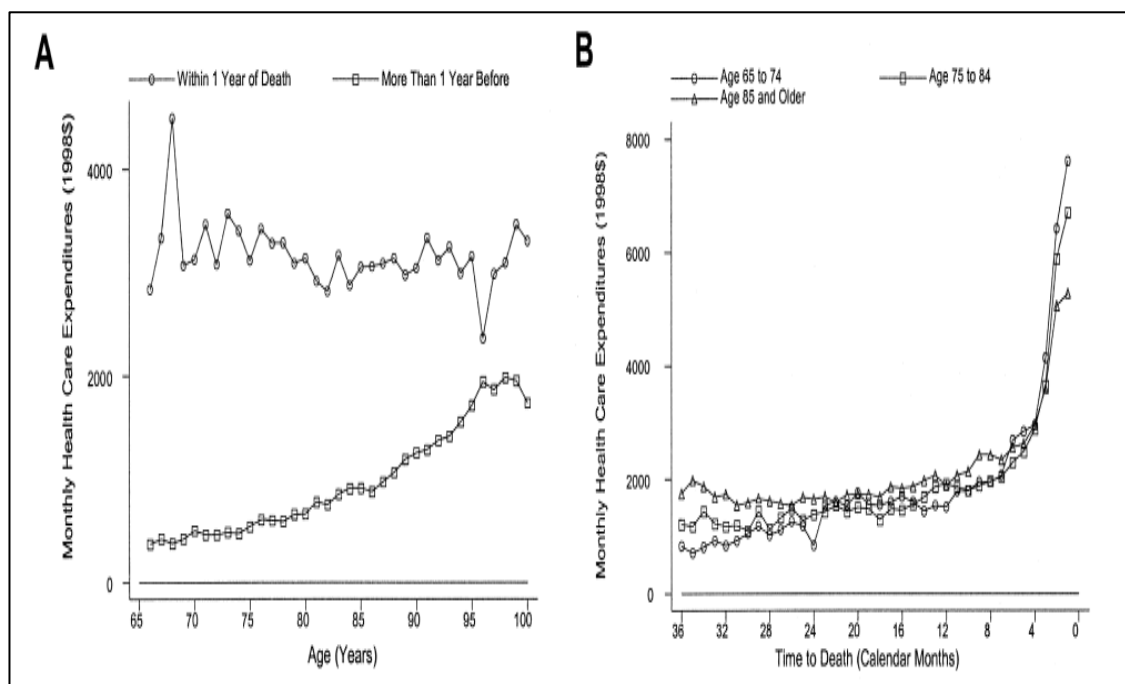 A
Within 1 Year of Death
More Than 1 Year Before
Monthly Health Care Expenditures (1998$)
4000
2000
0
65
70
75
80
85
90
95
100
Age (Years)
B
Age 65 to 74
Age 75 to 84
Age 85 and Older
Monthly Health Care Expenditures (1998$)
8000
6000
4000
2000
0
36
32
28
24
20
16
12
8
4
0
Time to Death (Calendar Months)